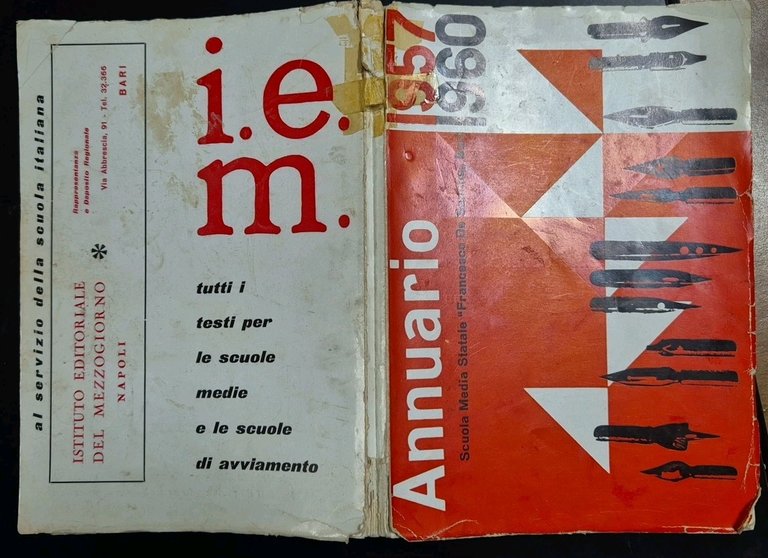 al servizio della scuola italiana
ISTITUTO EDITORIALE
DEL MEZZOGIORNO
NAPOLI
*
Rappresentanza
e Deposito Regionale
Via Abbrescia, 91 - Tel. 32.366
BARI
i.e.
m.
tutti i
testi per
le scuole
medie
e le scuole
di avviamento
Annuario 1957
1960
Scuola Media Statale "Francesco De